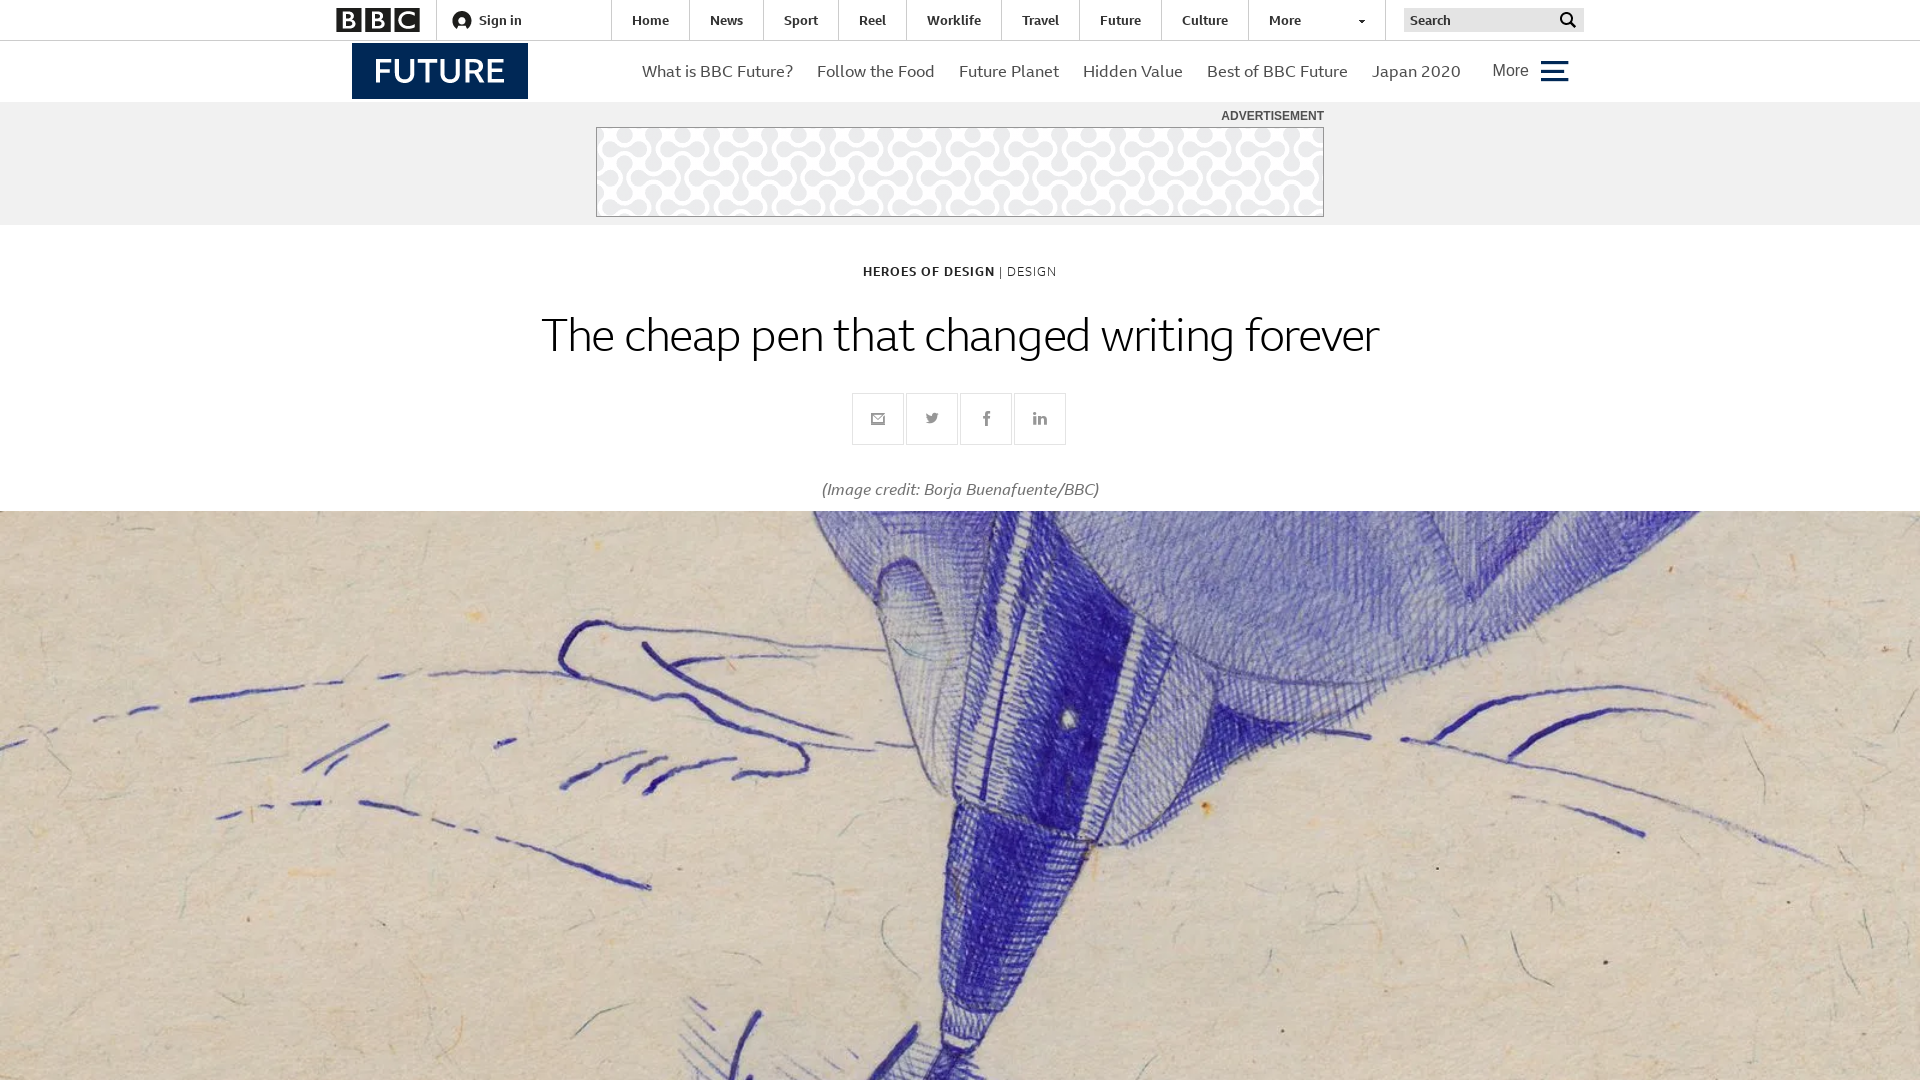 BBC Sign in Home News Sport Reel Worklife Travel Future Culture More Search
FUTURE What is BBC Future? Follow the Food Future Planet Hidden Value Best of BBC Future Japan 2020 More
ADVERTISEMENT
HEROES OF DESIGN | DESIGN
The cheap pen that changed writing forever
(Image credit: Borja Buenafuente/BBC)